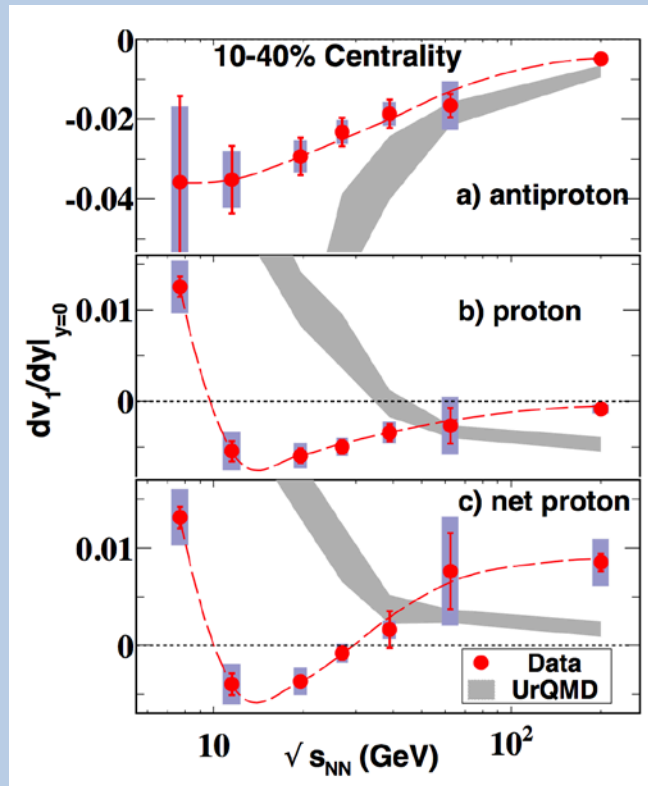 10-40% Centrality
0
-0.02
-0.04
a) antiproton
0.01
0
b) proton
dv₁/dy|y=0
c) net proton
0.01
0
Data
UrQMD
10
10²
√ sNN (GeV)